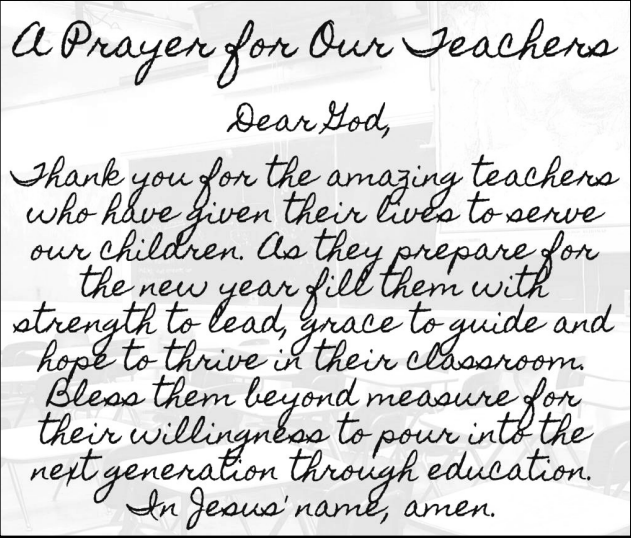 A Prayer for Our Teachers
Dear God,
Thank you for the amazing teachers
who have given their lives to serve
our children. As they prepare for
the new year fill them with
strength to lead, grace to guide and
hope to thrive in their classroom.
Bless them beyond measure for
their willingness to pour into the
next generation through education.
In Jesus' name, amen.